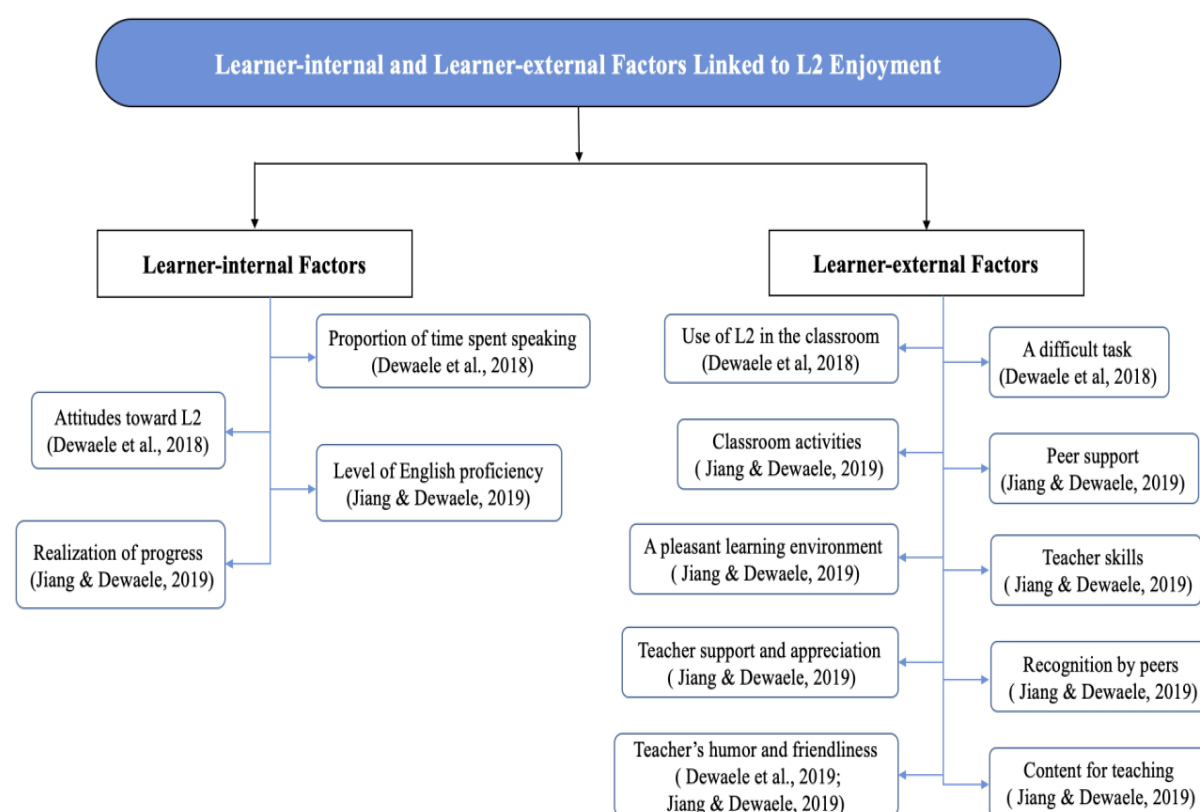 Learner-internal and Learner-external Factors Linked to L2 Enjoyment
Learner-internal Factors
Proportion of time spent speaking
(Dewaele et al., 2018)
Attitudes toward L2
(Dewaele et al., 2018)
Level of English proficiency
(Jiang & Dewaele, 2019)
Realization of progress
(Jiang & Dewaele, 2019)
Learner-external Factors
Use of L2 in the classroom
(Dewaele et al, 2018)
A difficult task
(Dewaele et al, 2018)
Classroom activities
( Jiang & Dewaele, 2019)
Peer support
(Jiang & Dewaele, 2019)
A pleasant learning environment
( Jiang & Dewaele, 2019)
Teacher skills
( Jiang & Dewaele, 2019)
Teacher support and appreciation
( Jiang & Dewaele, 2019)
Recognition by peers
( Jiang & Dewaele, 2019)
Teacher’s humor and friendliness
( Dewaele et al., 2019;
Jiang & Dewaele, 2019)
Content for teaching
( Jiang & Dewaele, 2019)